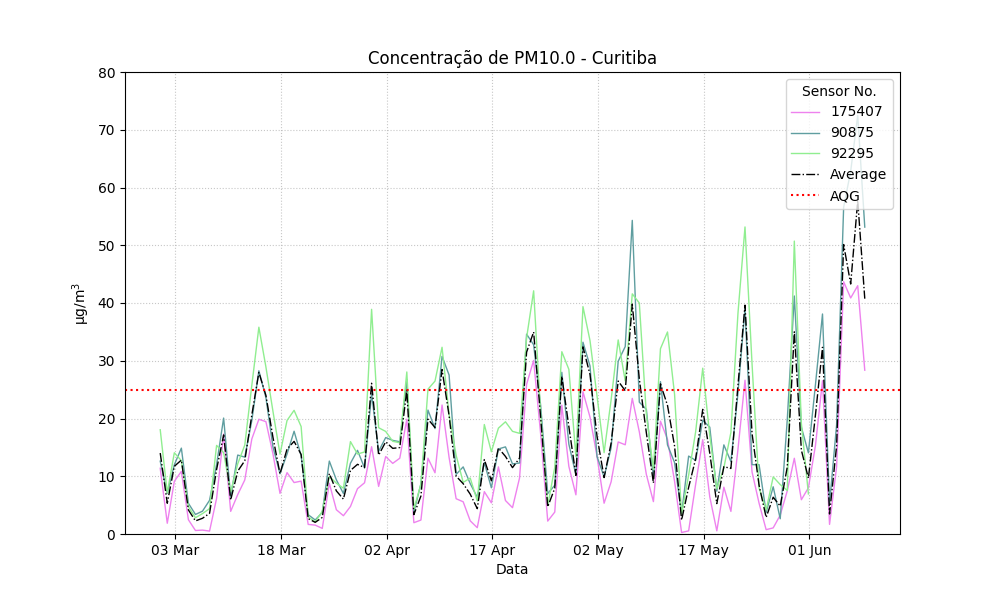 Concentração de PM10.0 - Curitiba
80
70
60
50
40
30
20
10
0
µg/m³
03 Mar
18 Mar
02 Apr
17 Apr
02 May
17 May
01 Jun
Data
Sensor No.
175407
90875
92295
Average
AQG